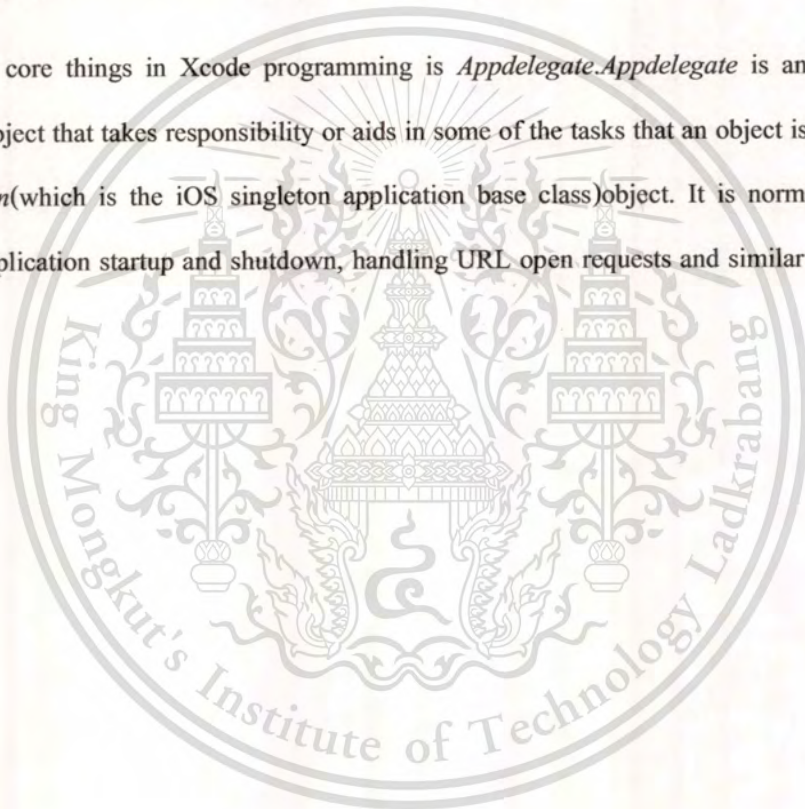 core things in Xcode programming is Appdelegate.Appdelegate is an
bject that takes responsibility or aids in some of the tasks that an object is
n(which is the iOS singleton application base class)object. It is norm
plication startup and shutdown, handling URL open requests and similar
King Mongkut's Institute of Technology Ladkrabang